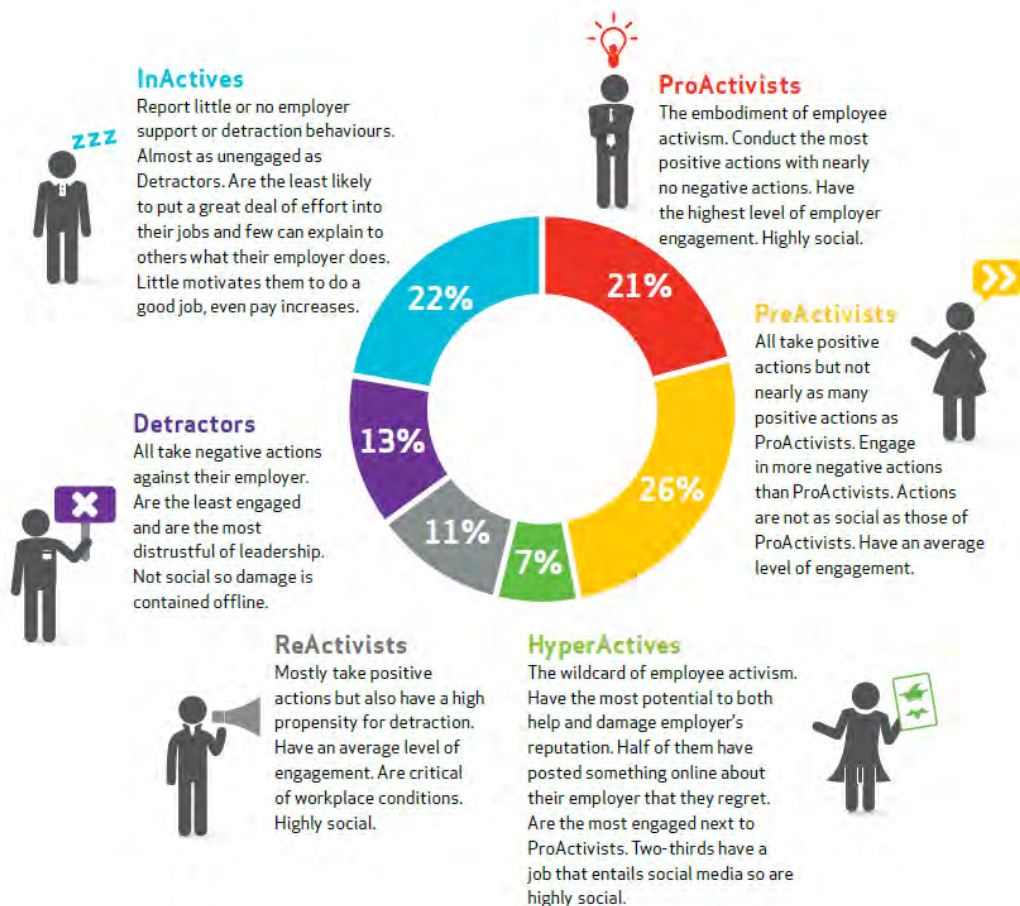 InActives
Report little or no employer
support or detraction behaviours.
Almost as unengaged as
Detractors. Are the least likely
to put a great deal of effort into
their jobs and few can explain to
others what their employer does.
Little motivates them to do a
good job, even pay increases.
zzz
ProActivists
The embodiment of employee
activism. Conduct the most
positive actions with nearly
no negative actions. Have
the highest level of employer
engagement. Highly social.
22%
21%
PreActivists
All take positive
actions but not
nearly as many
positive actions as
ProActivists. Engage
in more negative actions
than ProActivists. Actions
are not as social as those of
ProActivists. Have an average
level of engagement.
Detractors
All take negative actions
against their employer.
Are the least engaged
and are the most
distrustful of leadership.
Not social so damage is
contained offline.
13%
26%
11%
7%
ReActivists
Mostly take positive
actions but also have a high
propensity for detraction.
Have an average level of
engagement. Are critical
of workplace conditions.
Highly social.
HyperActives
The wildcard of employee activism.
Have the most potential to both
help and damage employer's
reputation. Half of them have
posted something online about
their employer that they regret.
Are the most engaged next to
ProActivists. Two-thirds have a
job that entails social media so are
highly social.